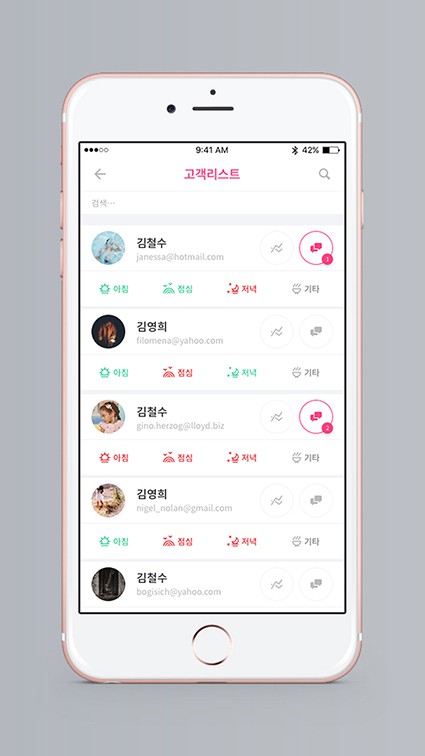 9:41 AM 42%
고객리스트
검색…
김철수
janessa@hotmail.com
1
아침 점심 저녁 기타
김영희
filomena@yahoo.com
아침 점심 저녁 기타
김철수
gino.herzog@lloyd.biz
2
아침 점심 저녁 기타
김영희
nigel_nolan@gmail.com
아침 점심 저녁 기타
김철수
bogisich@yahoo.com